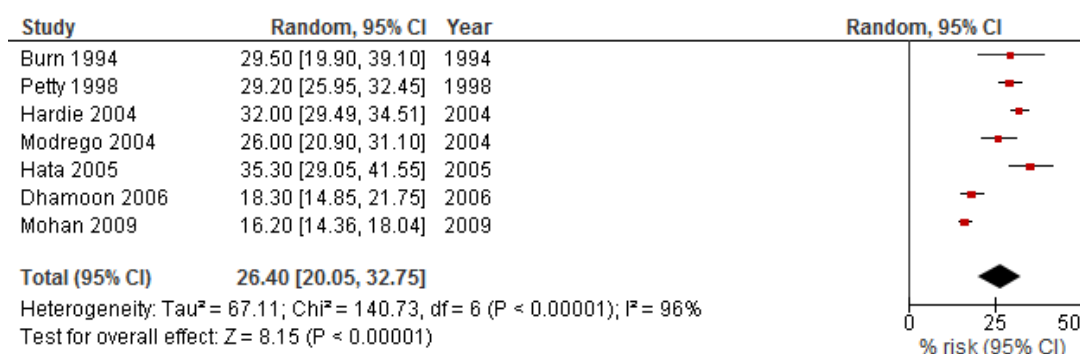 Study Random, 95% CI Year Random, 95% CI
Burn 1994 29.50 [19.90, 39.10] 1994
Petty 1998 29.20 [25.95, 32.45] 1998
Hardie 2004 32.00 [29.49, 34.51] 2004
Modrego 2004 26.00 [20.90, 31.10] 2004
Hata 2005 35.30 [29.05, 41.55] 2005
Dhamoon 2006 18.30 [14.85, 21.75] 2006
Mohan 2009 16.20 [14.36, 18.04] 2009
Total (95% CI) 26.40 [20.05, 32.75]
Heterogeneity: Tau² = 67.11; Chi² = 140.73, df = 6 (P < 0.00001); I² = 96%
Test for overall effect: Z = 8.15 (P < 0.00001)
0 25 50
% risk (95% CI)